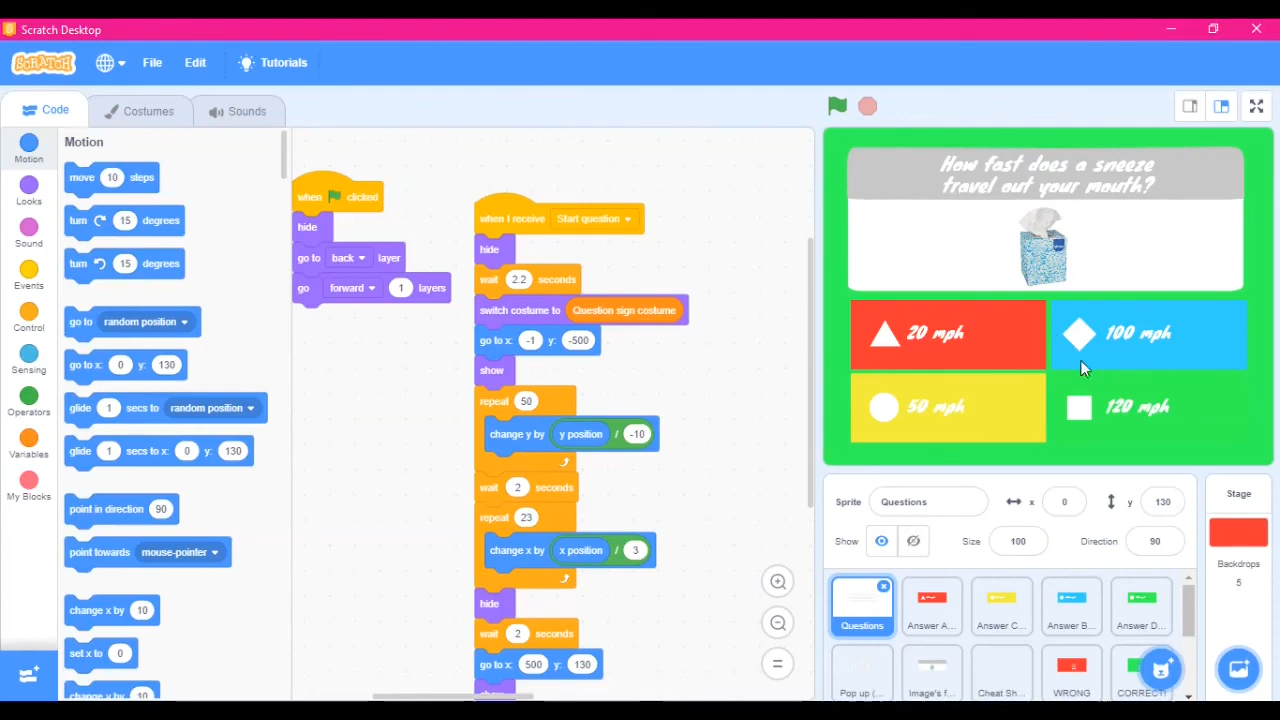 Scratch Desktop
SCRATCH
File
Edit
Tutorials
Code
Costumes
Sounds
Motion
Looks
Sound
Events
Control
Sensing
Operators
Variables
My Blocks
Motion
move 10 steps
turn 15 degrees
turn 15 degrees
go to random position
go to x: 0 y: 130
glide 1 secs to random position
glide 1 secs to x: 0 y: 130
point in direction 90
point towards mouse-pointer
change x by 10
set x to 0
change y by 10
when clicked
hide
go to back layer
go forward 1 layers
when I receive Start question
hide
wait 2.2 seconds
switch costume to Question sign costume
go to x: -1 y: -500
show
repeat 50
change y by y position / -10
wait 2 seconds
repeat 23
change x by x position / 3
hide
wait 2 seconds
go to x: 500 y: 130
show
How fast does a sneeze
travel out your mouth?
20 mph
100 mph
50 mph
120 mph
Sprite Questions x 0 y 130
Show Size 100 Direction 90
Questions
Answer A...
Answer C...
Answer B...
Answer D...
Pop up (...
Image's f...
Cheat Sh...
WRONG
CORRECT!
Stage
Backdrops
5